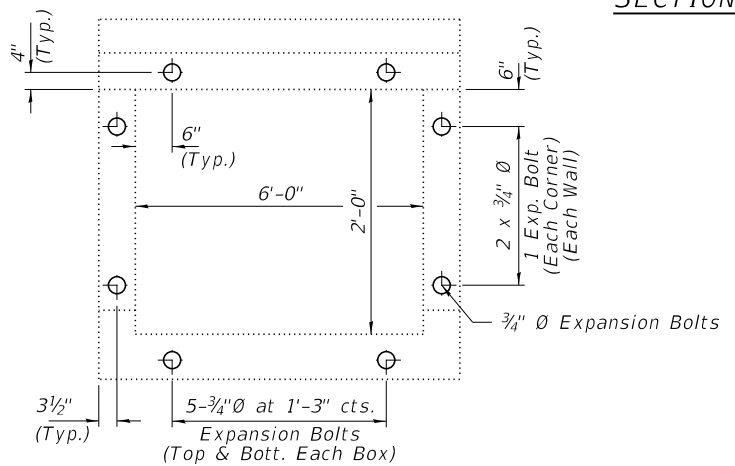 SECTION
4"
(Typ.)
6"
(Typ.)
6"
(Typ.)
6'-0"
2'-0"
2 x ¾" Ø
1 Exp. Bolt
(Each Corner)
(Each Wall)
¾" Ø Expansion Bolts
3½"
(Typ.)
5-¾"Ø at 1'-3" cts.
Expansion Bolts
(Top & Bott. Each Box)